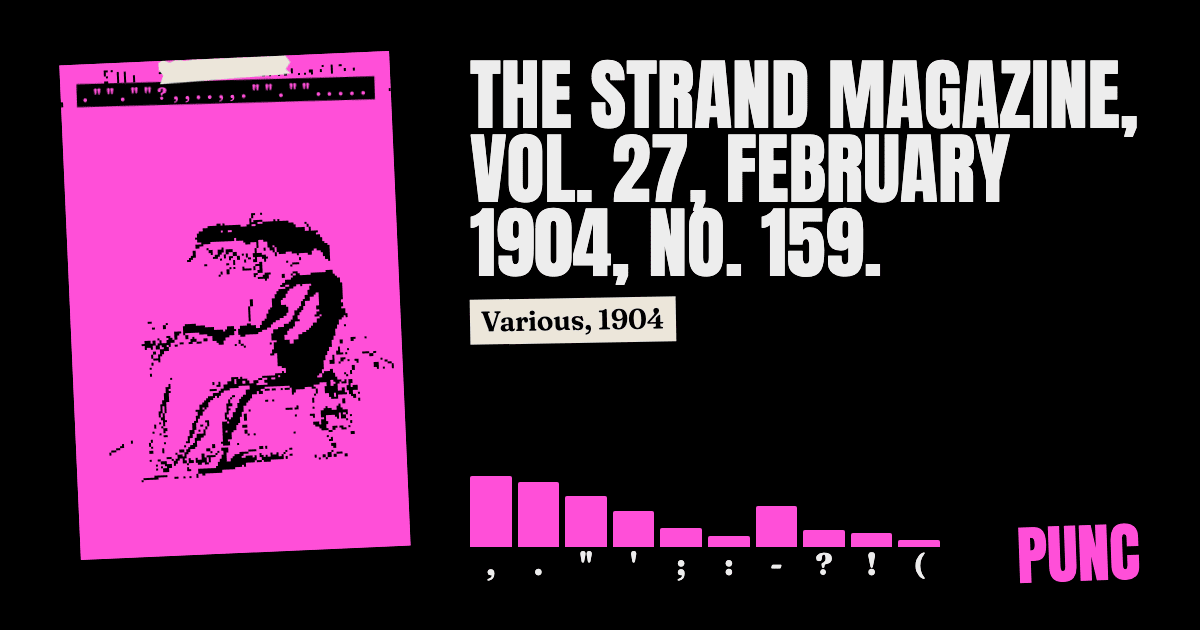 ."".""?,,..,,.""."".....
THE STRAND MAGAZINE,
VOL. 27, FEBRUARY
1904, NO. 159.
Various, 1904
, . " ' ; : - ? ! (
PUNC